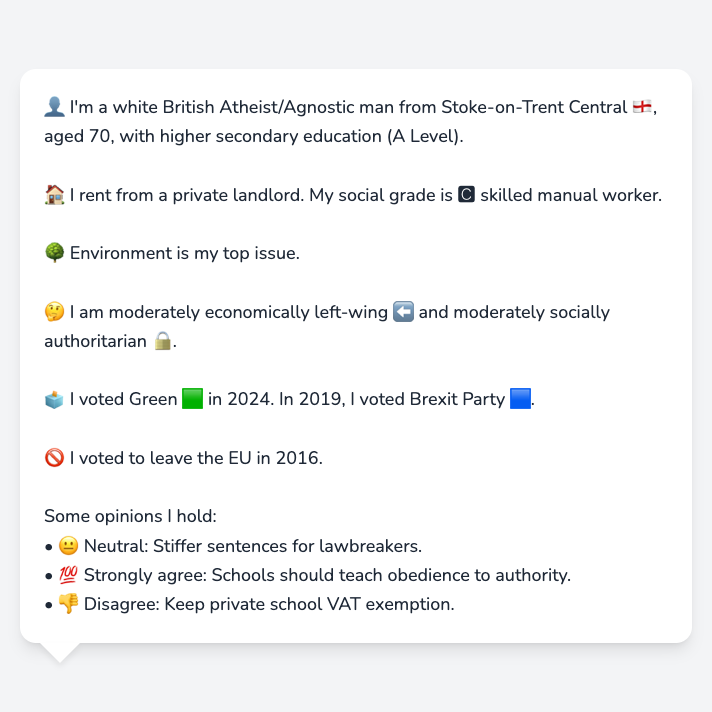 👤 I'm a white British Atheist/Agnostic man from Stoke-on-Trent Central 🏴󠁧󠁢󠁥󠁮󠁧󠁿,
aged 70, with higher secondary education (A Level).
🏠 I rent from a private landlord. My social grade is 🅲 skilled manual worker.
🌳 Environment is my top issue.
🤔 I am moderately economically left-wing ⬅️ and moderately socially
authoritarian 🔒.
🗳️ I voted Green 🟩 in 2024. In 2019, I voted Brexit Party 🟦.
🚫 I voted to leave the EU in 2016.
Some opinions I hold:
• 😐 Neutral: Stiffer sentences for lawbreakers.
• 💯 Strongly agree: Schools should teach obedience to authority.
• 👎 Disagree: Keep private school VAT exemption.